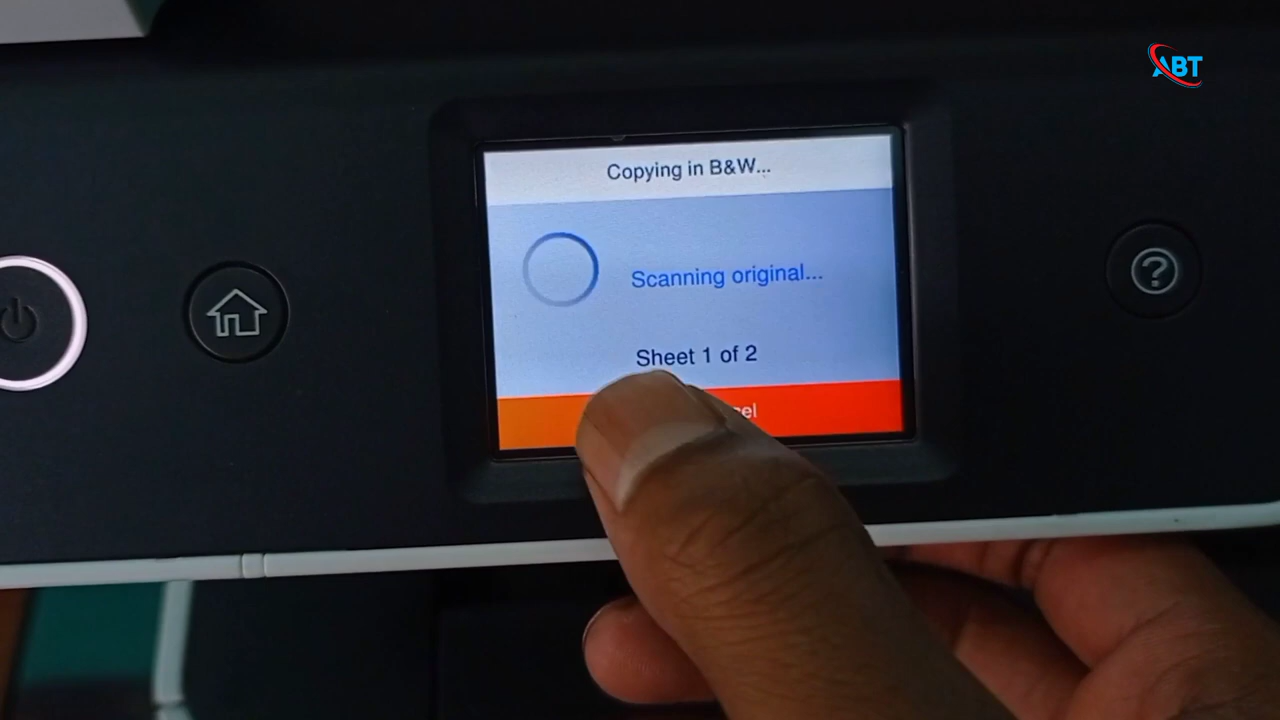 ABT
Copying in B&W...
Scanning original...
Sheet 1 of 2
?